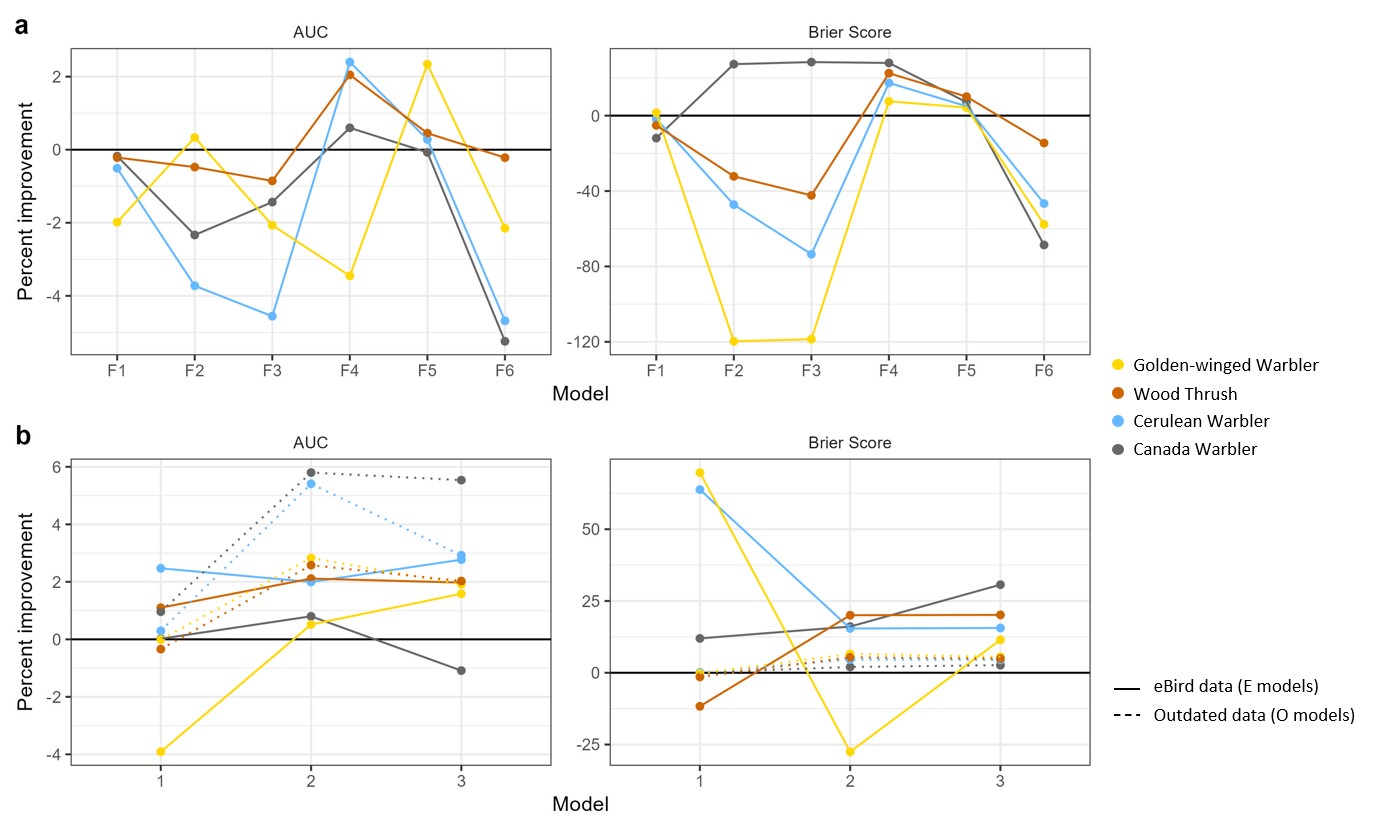 a
AUC
Brier Score
Percent improvement
2
0
-2
-4
0
-40
-80
-120
F1 F2 F3 F4 F5 F6
F1 F2 F3 F4 F5 F6
Model
Golden-winged Warbler
Wood Thrush
Cerulean Warbler
Canada Warbler
b
AUC
Brier Score
Percent improvement
6
4
2
0
-2
-4
50
25
0
-25
1 2 3
1 2 3
Model
eBird data (E models)
Outdated data (O models)